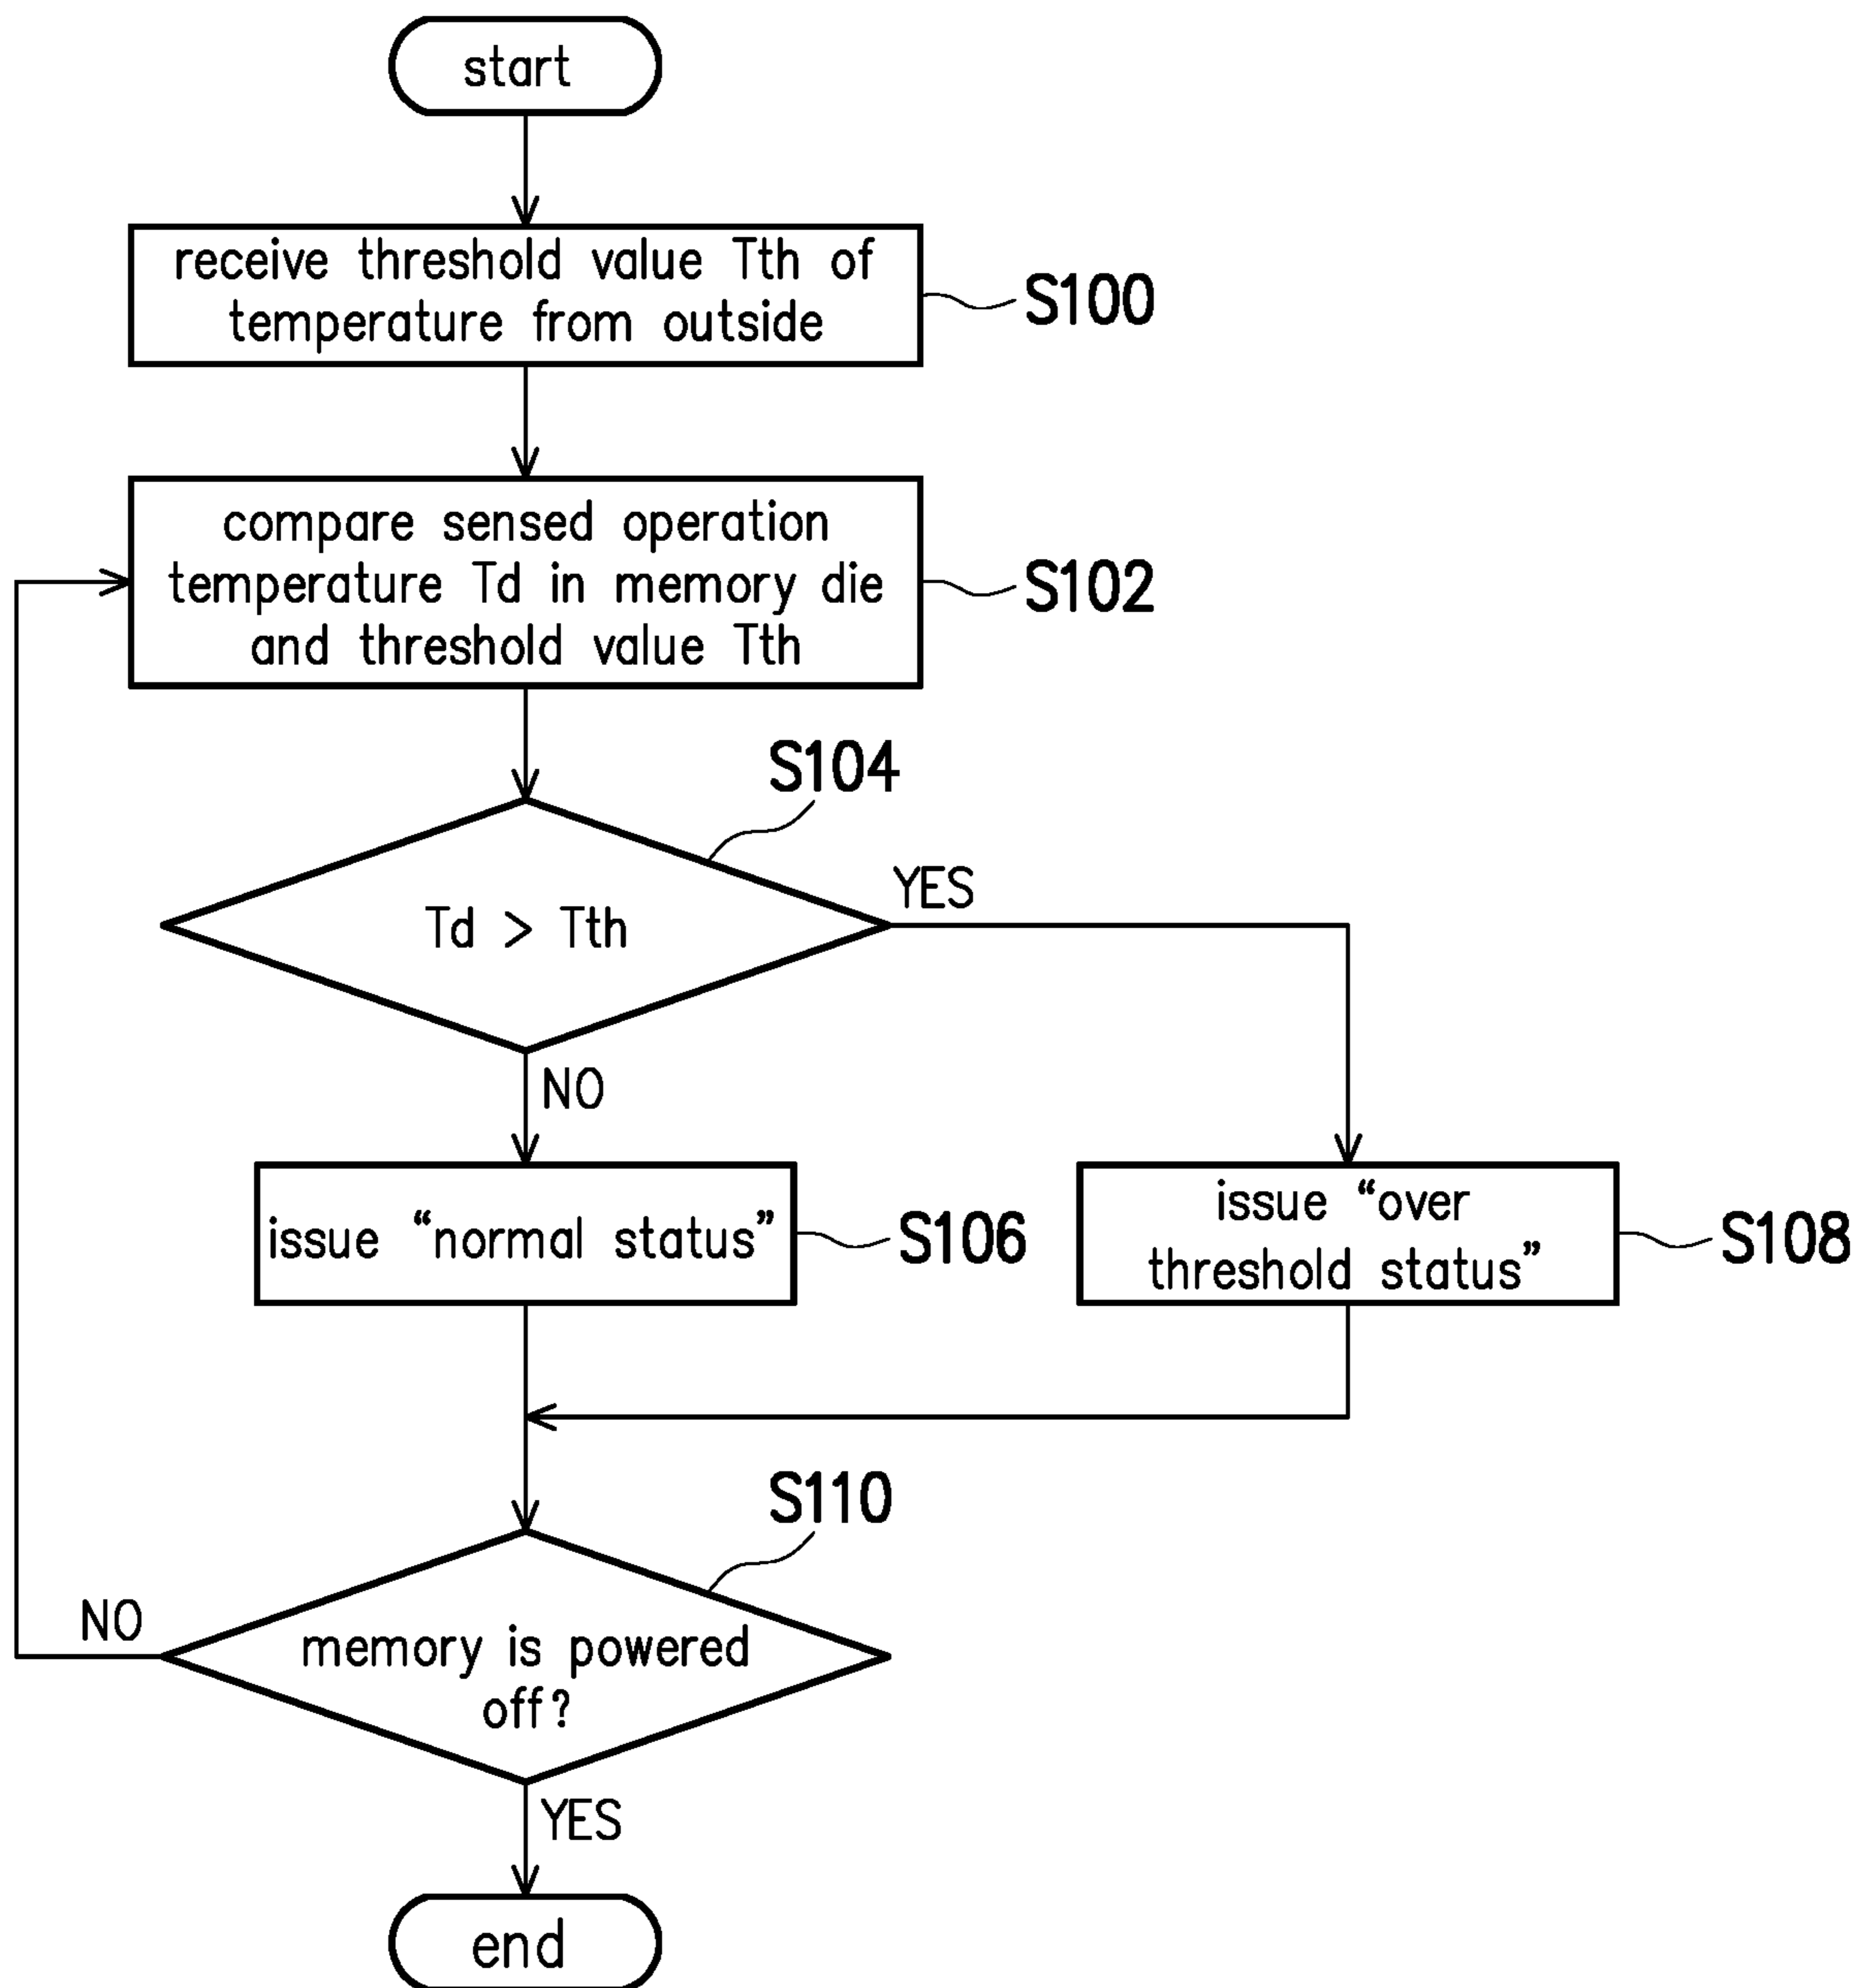 start
receive threshold value Tth of
temperature from outside
S100
compare sensed operation
temperature Td in memory die
and threshold value Tth
S102
S104
Td > Tth
YES
NO
issue “normal status”
S106
issue “over
threshold status”
S108
S110
memory is powered
off?
NO
YES
end